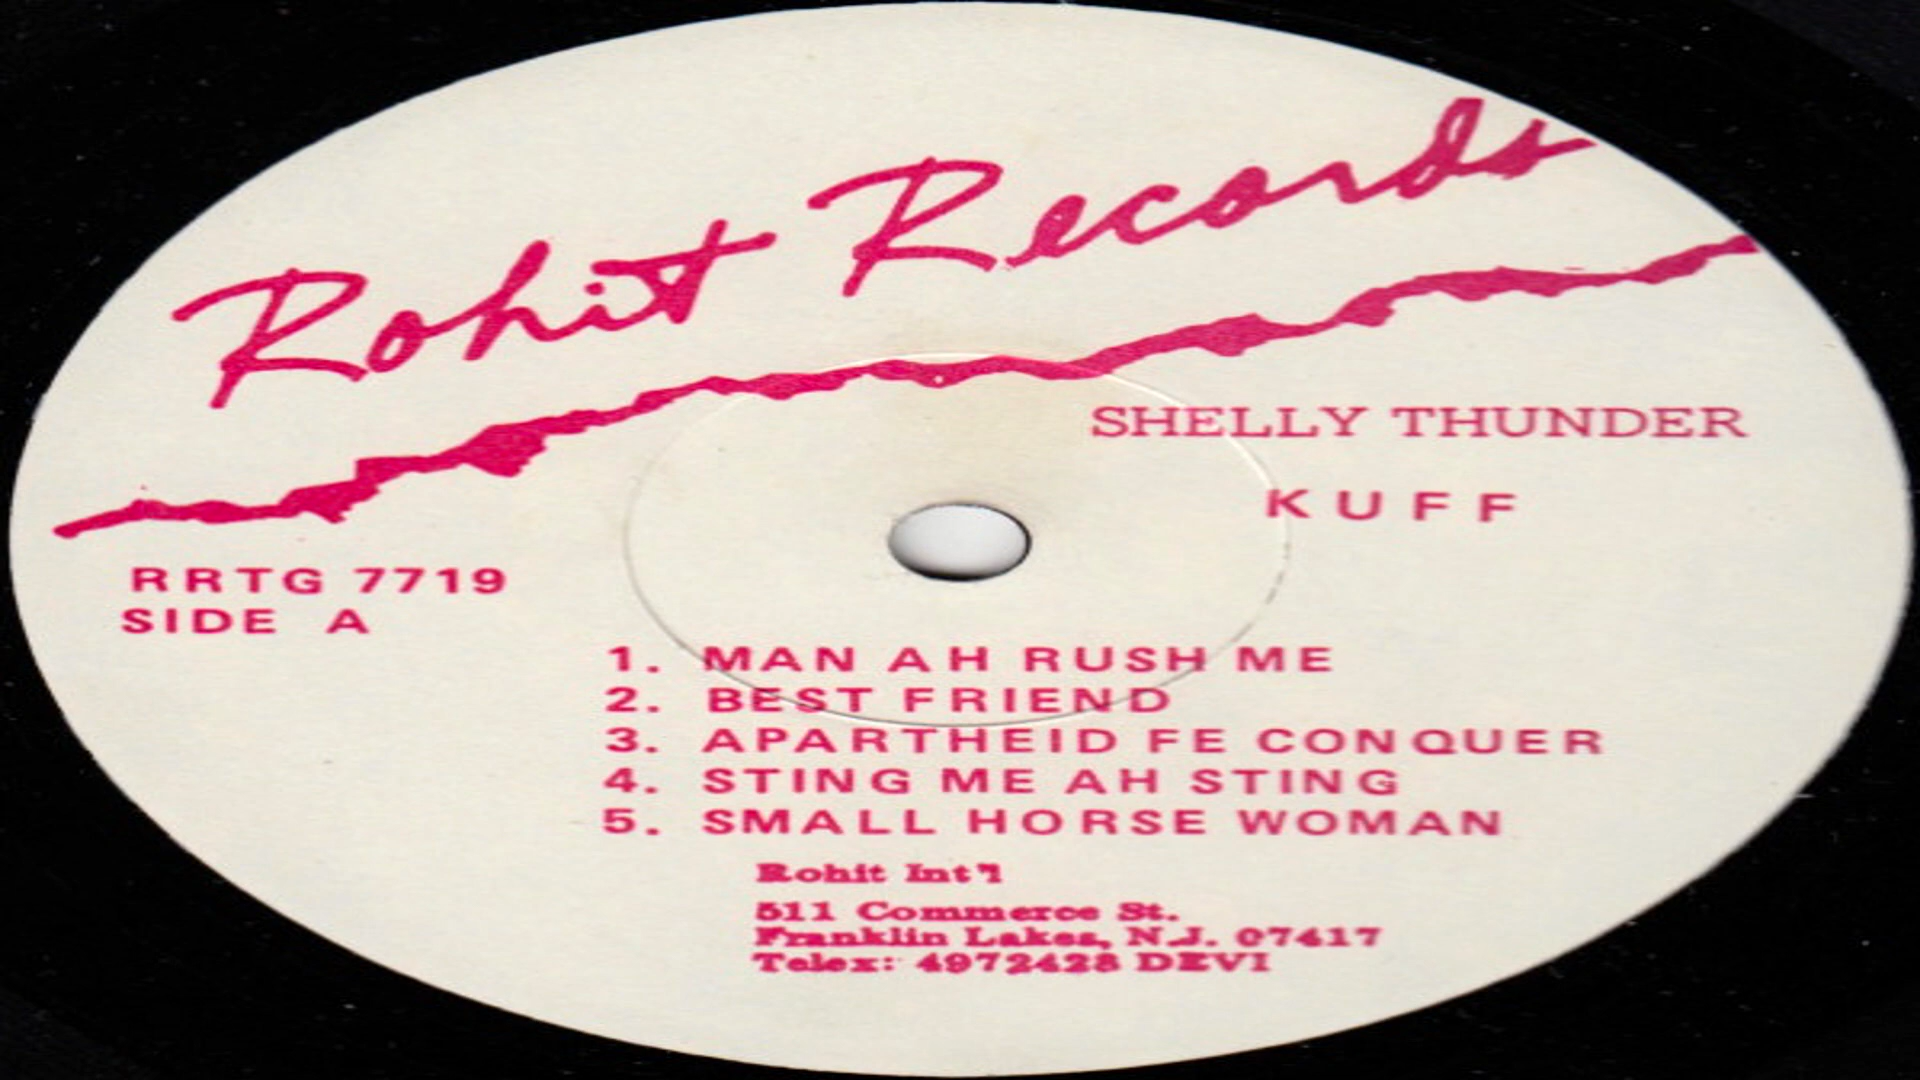 Rohit Records
SHELLY THUNDER
KUFF
RRTG 7719
SIDE A
1. MAN AH RUSH ME
2. BEST FRIEND
3. APARTHEID FE CONQUER
4. STING ME AH STING
5. SMALL HORSE WOMAN
Rohit Int'l
511 Commerce St.
Franklin Lakes, N.J. 07417
Telex: 4972428 DEVI